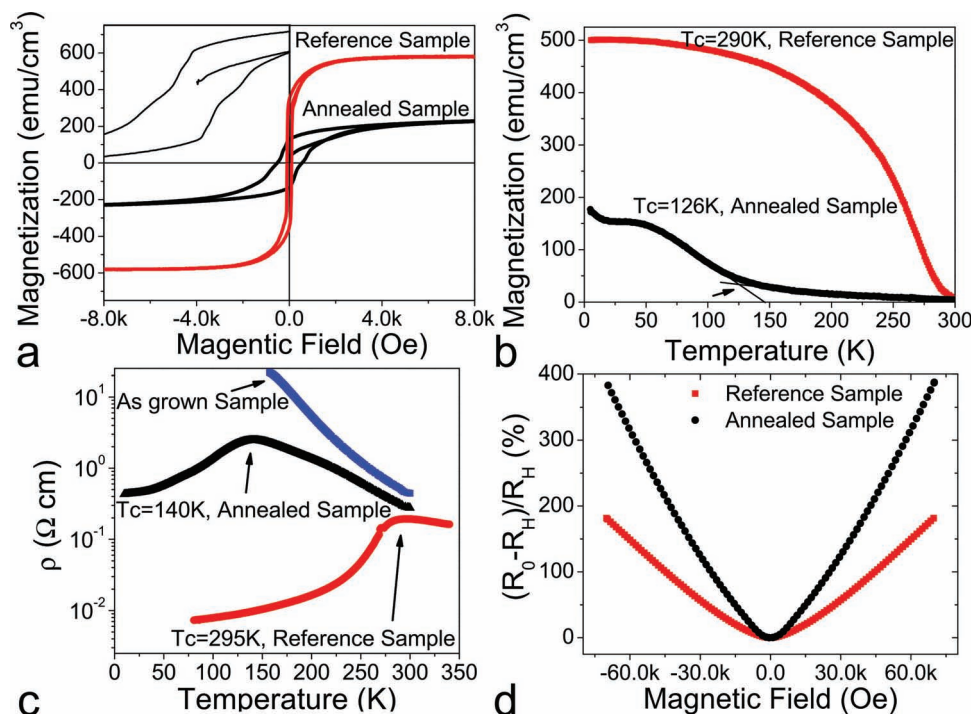 600
400
200
0
-200
-400
-600
Magnetization (emu/cm³)
Reference Sample
Annealed Sample
-8.0k -4.0k 0.0 4.0k 8.0k
Magentic Field (Oe)
a
500
400
300
200
100
0
Magnetization (emu/cm³)
Tc=290K, Reference Sample
Tc=126K, Annealed Sample
0 50 100 150 200 250 300
Temperature (K)
b
10¹
10⁰
10⁻¹
10⁻²
ρ (Ω cm)
As grown Sample
Tc=140K, Annealed Sample
Tc=295K, Reference Sample
0 50 100 150 200 250 300 350
Temperature (K)
c
400
300
200
100
0
(R₀-R_H)/R_H (%)
Reference Sample
Annealed Sample
-60.0k -30.0k 0.0 30.0k 60.0k
Magnetic Field (Oe)
d